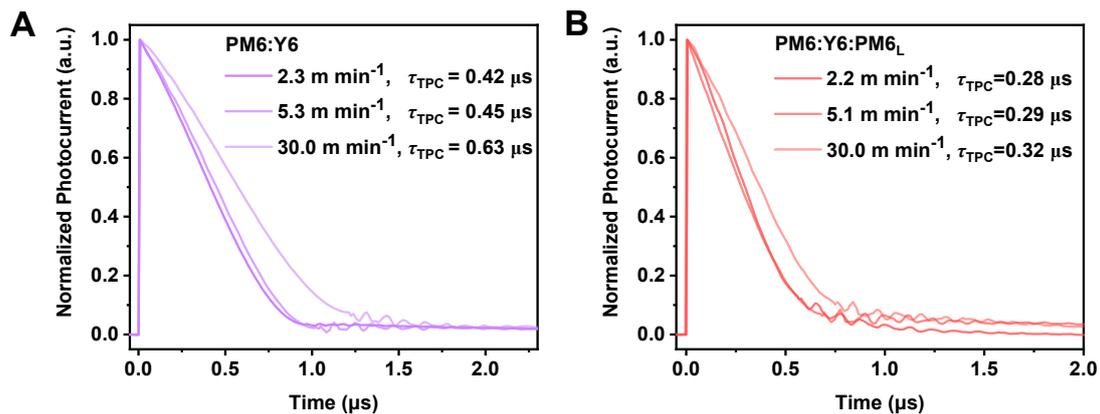 A
PM6:Y6
2.3 m min⁻¹, τTPC = 0.42 μs
5.3 m min⁻¹, τTPC = 0.45 μs
30.0 m min⁻¹, τTPC = 0.63 μs
Normalized Photocurrent (a.u.)
1.0
0.8
0.6
0.4
0.2
0.0
0.0 0.5 1.0 1.5 2.0
Time (μs)
B
PM6:Y6:PM6L
2.2 m min⁻¹, τTPC=0.28 μs
5.1 m min⁻¹, τTPC=0.29 μs
30.0 m min⁻¹, τTPC=0.32 μs
Normalized Photocurrent (a.u.)
1.0
0.8
0.6
0.4
0.2
0.0
0.0 0.5 1.0 1.5 2.0
Time (μs)